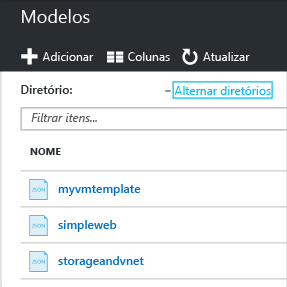 Modelos
Adicionar Colunas Atualizar
Diretório: – Alternar diretórios
Filtrar itens...
NOME
JSON myvmtemplate
JSON simpleweb
JSON storageandvnet